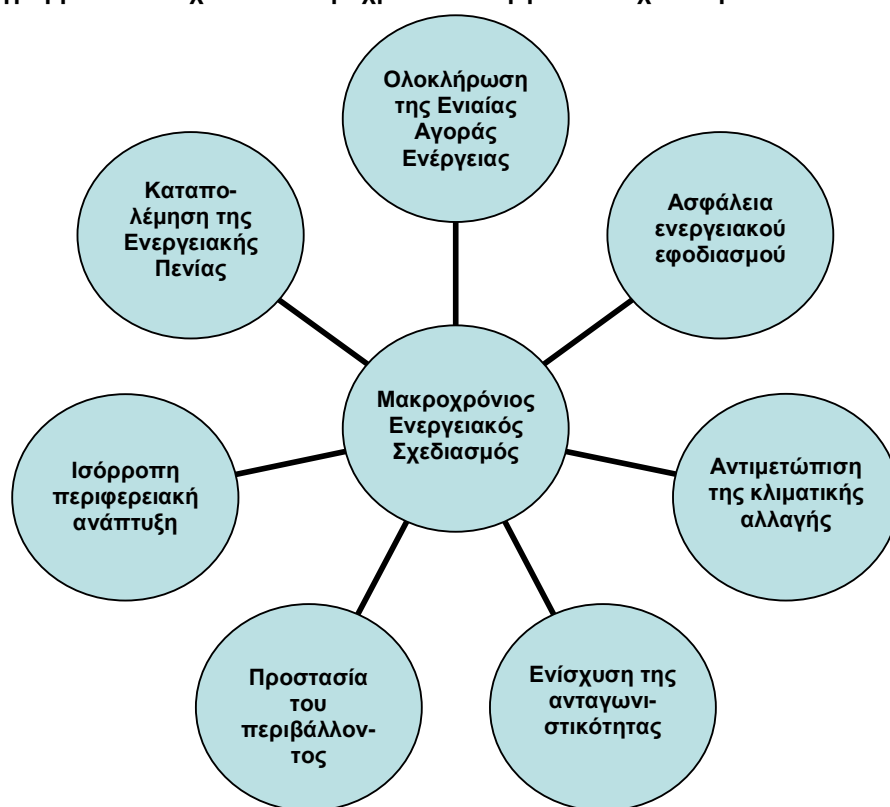 Ολοκλήρωση
της Ενιαίας
Αγοράς
Ενέργειας
Ασφάλεια
ενεργειακού
εφοδιασμού
Αντιμετώπιση
της κλιματικής
αλλαγής
Ενίσχυση της
ανταγωνι-
στικότητας
Προστασία
του
περιβάλλον-
τος
Ισόρροπη
περιφερειακή
ανάπτυξη
Καταπο-
λέμηση της
Ενεργειακής
Πενίας
Μακροχρόνιος
Ενεργειακός
Σχεδιασμός